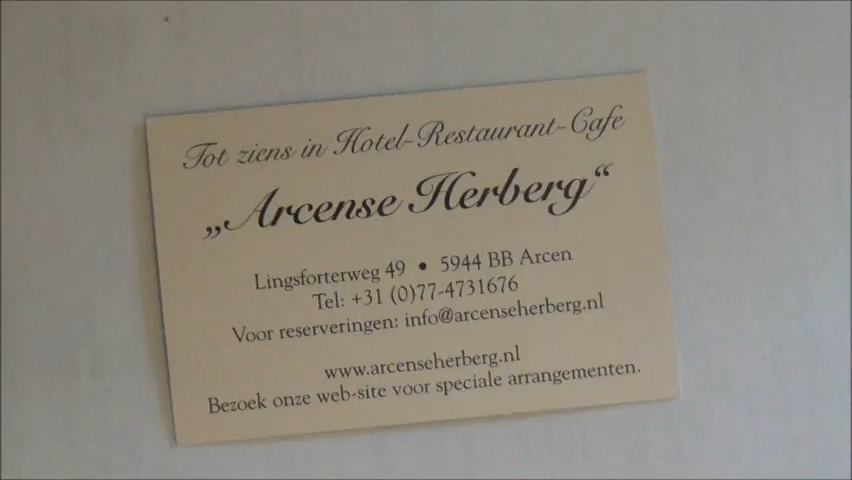 Tot ziens in Hotel-Restaurant-Cafe
„Arcense Herberg“
Lingsforterweg 49 • 5944 BB Arcen
Tel: +31 (0)77-4731676
Voor reserveringen: info@arcenseherberg.nl
www.arcenseherberg.nl
Bezoek onze web-site voor speciale arrangementen.